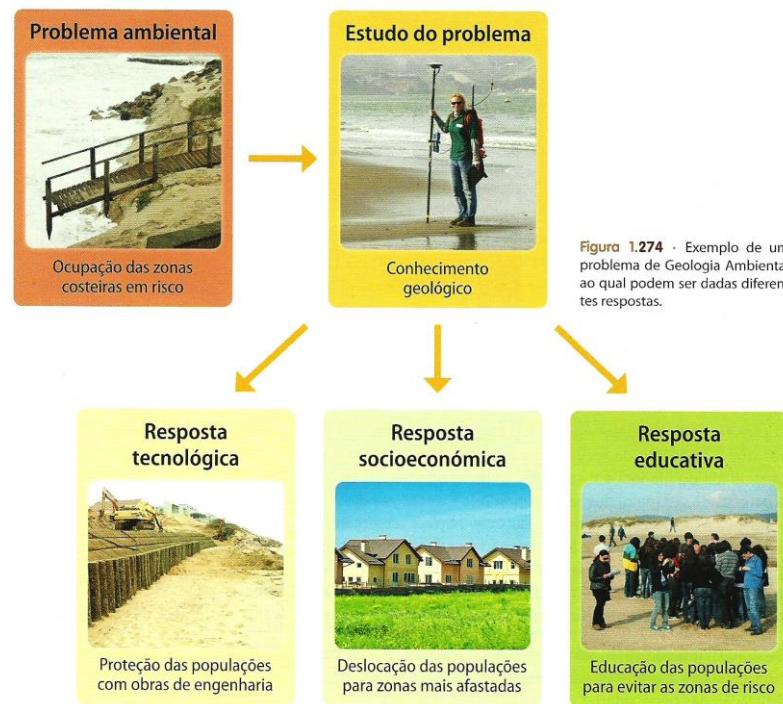 Problema ambiental
Ocupação das zonas
costeiras em risco
Estudo do problema
Conhecimento
geológico
Figura 1.274 · Exemplo de um
problema de Geologia Ambiental
ao qual podem ser dadas diferen-
tes respostas.
Resposta
tecnológica
Proteção das populações
com obras de engenharia
Resposta
socioeconómica
Deslocação das populações
para zonas mais afastadas
Resposta
educativa
Educação das populações
para evitar as zonas de risco